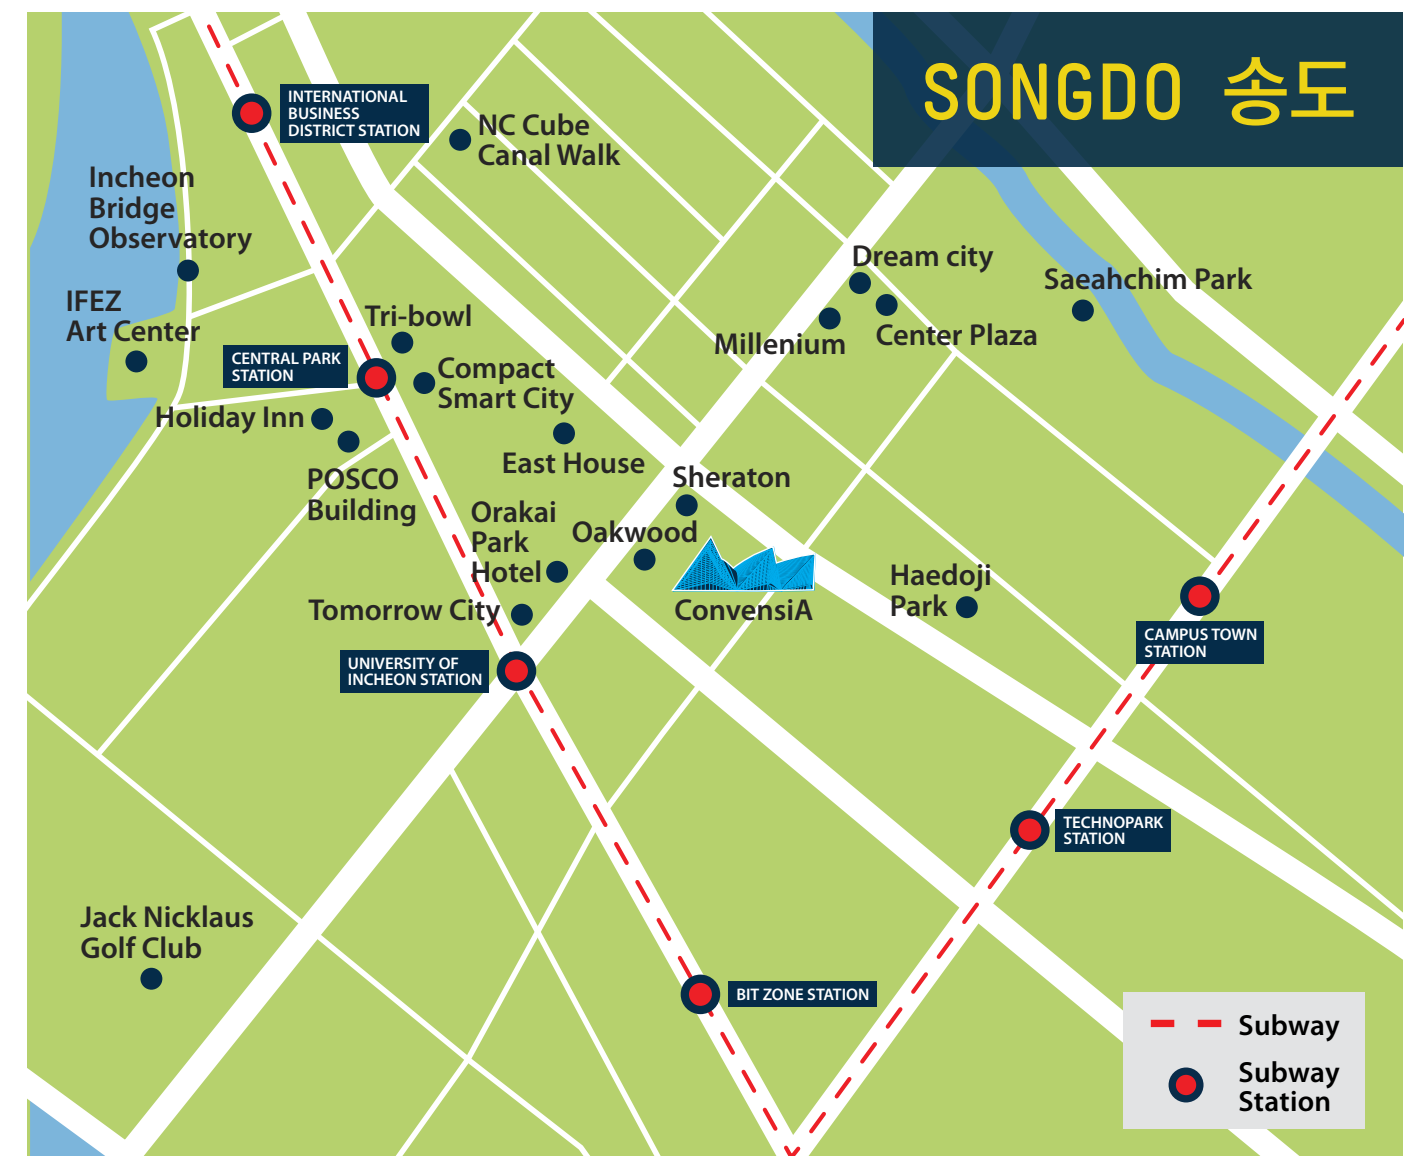 SONGDO 송도
INTERNATIONAL
BUSINESS
DISTRICT STATION
NC Cube
Canal Walk
Incheon
Bridge
Observatory
Dream city
Saeahchim Park
IFEZ
Art Center
Tri-bowl
Millenium
Center Plaza
CENTRAL PARK
STATION
Compact
Smart City
Holiday Inn
East House
POSCO
Building
Sheraton
Orakai
Park
Hotel
Oakwood
Haedoji
Park
Tomorrow City
ConvensiA
CAMPUS TOWN
STATION
UNIVERSITY OF
INCHEON STATION
TECHNOPARK
STATION
Jack Nicklaus
Golf Club
BIT ZONE STATION
Subway
Subway
Station